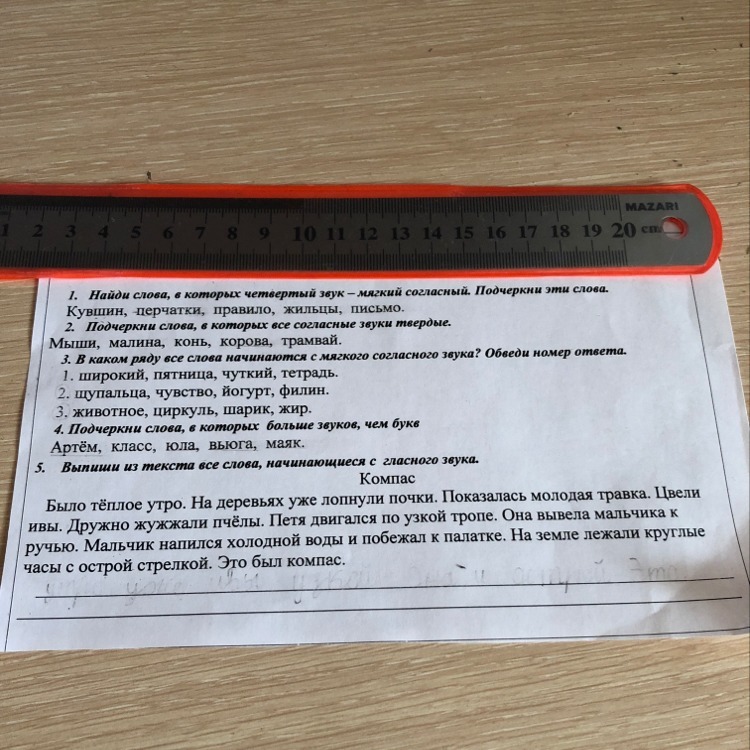 MAZARI
1 2 3 4 5 6 7 8 9 10 11 12 13 14 15 16 17 18 19 20 см.
1. Найди слова, в которых четвертый звук – мягкий согласный. Подчеркни эти слова.
Кувшин, перчатки, правило, жильцы, письмо.
2. Подчеркни слова, в которых все согласные звуки твердые.
Мыши, малина, конь, корова, трамвай.
3. В каком ряду все слова начинаются с мягкого согласного звука? Обведи номер ответа.
1. широкий, пятница, чуткий, тетрадь.
2. щупальца, чувство, йогурт, филин.
3. животное, циркуль, шарик, жир.
4. Подчеркни слова, в которых больше звуков, чем букв
Артём, класс, юла, вьюга, маяк.
5. Выпиши из текста все слова, начинающиеся с гласного звука.
Компас
Было тёплое утро. На деревьях уже лопнули почки. Показалась молодая травка. Цвели
ивы. Дружно жужжали пчёлы. Петя двигался по узкой тропе. Она вывела мальчика к
ручью. Мальчик напился холодной воды и побежал к палатке. На земле лежали круглые
часы с острой стрелкой. Это был компас.